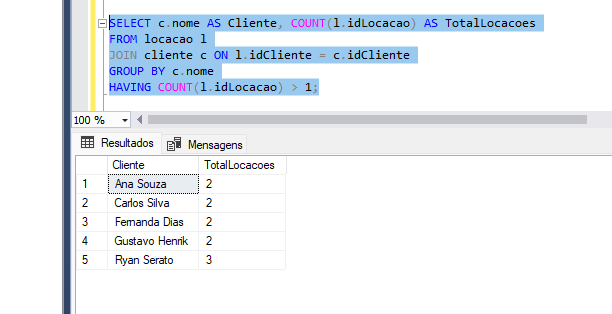 SELECT c.nome AS Cliente, COUNT(l.idLocacao) AS TotalLocacoes
FROM locacao l
JOIN cliente c ON l.idCliente = c.idCliente
GROUP BY c.nome
HAVING COUNT(l.idLocacao) > 1;
100 %
Resultados Mensagens
Cliente TotalLocacoes
1 Ana Souza 2
2 Carlos Silva 2
3 Fernanda Dias 2
4 Gustavo Henrik 2
5 Ryan Serato 3